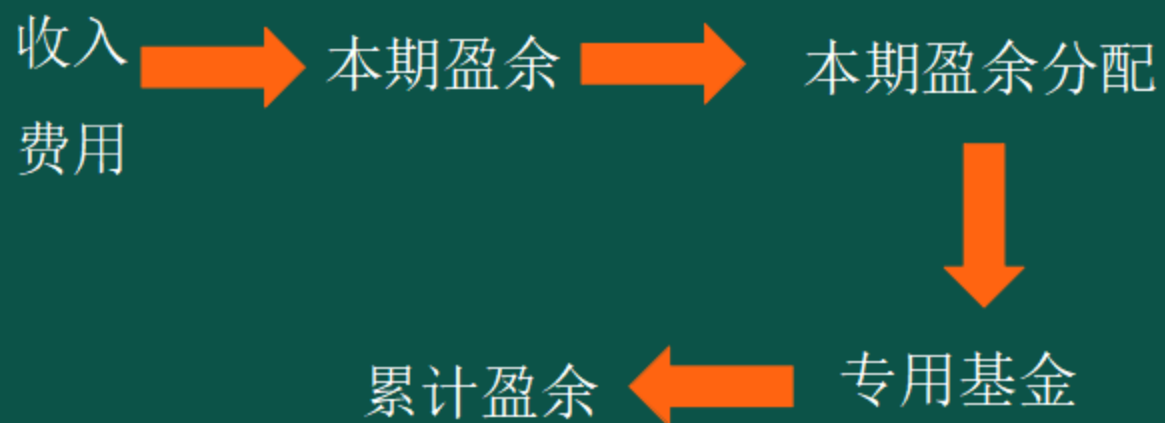 收入
费用
本期盈余
本期盈余分配
专用基金
累计盈余